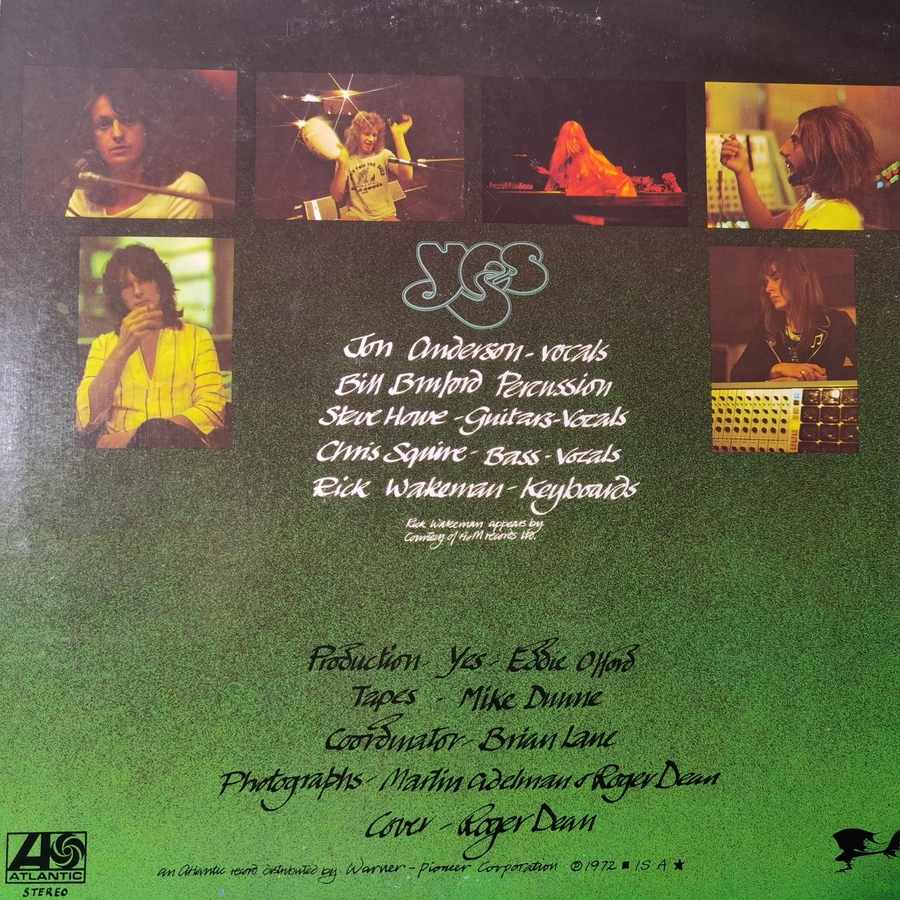 yes
Jon Anderson - vocals
Bill Bruford Percussion
Steve Howe - Guitars - Vocals
Chris Squire - Bass - Vocals
Rick Wakeman - Keyboards
Rick Wakeman appears by
Courtesy of A&M records ltd.
Production - Yes - Eddie Offord
Tapes - Mike Dunne
Coordinator - Brian Lane
Photographs - Martin Adelman & Roger Dean
Cover - Roger Dean
ATLANTIC
STEREO
an Atlantic record distributed by Warner - Pioneer Corporation ℗ 1972 ■ IS A ★